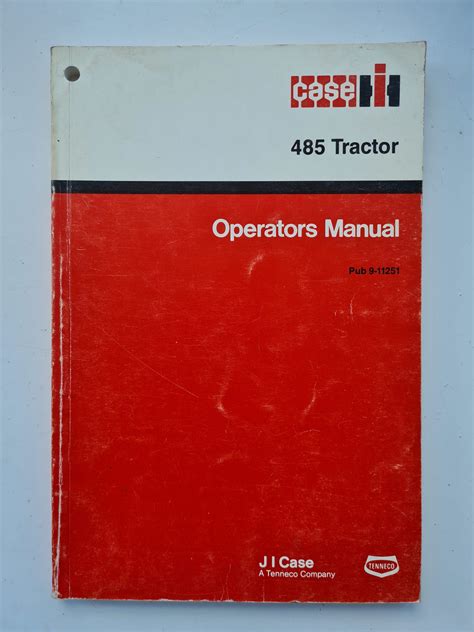 case IH
485 Tractor
Operators Manual
Pub 9-11251
J I Case
A Tenneco Company
TENNECO